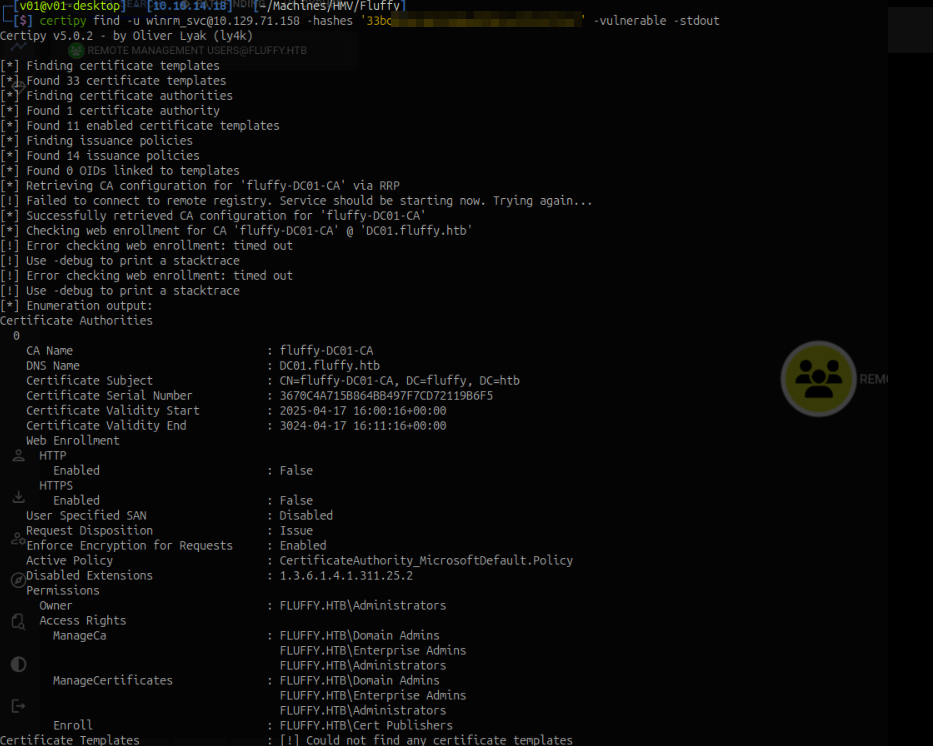 [v01@v01-desktop] [10.10.14.18] [~/Machines/HMV/Fluffy]
[$] certipy find -u winrm_svc@10.129.71.158 -hashes '33bc ' -vulnerable -stdout
Certipy v5.0.2 - by Oliver Lyak (ly4k)
REMOTE MANAGEMENT USERS@FLUFFY.HTB
[*] Finding certificate templates
[*] Found 33 certificate templates
[*] Finding certificate authorities
[*] Found 1 certificate authority
[*] Found 11 enabled certificate templates
[*] Finding issuance policies
[*] Found 14 issuance policies
[*] Found 0 OIDs linked to templates
[*] Retrieving CA configuration for 'fluffy-DC01-CA' via RRP
[!] Failed to connect to remote registry. Service should be starting now. Trying again...
[*] Successfully retrieved CA configuration for 'fluffy-DC01-CA'
[*] Checking web enrollment for CA 'fluffy-DC01-CA' @ 'DC01.fluffy.htb'
[!] Error checking web enrollment: timed out
[!] Use -debug to print a stacktrace
[!] Error checking web enrollment: timed out
[!] Use -debug to print a stacktrace
[*] Enumeration output:
Certificate Authorities
0
CA Name : fluffy-DC01-CA
DNS Name : DC01.fluffy.htb
Certificate Subject : CN=fluffy-DC01-CA, DC=fluffy, DC=htb
Certificate Serial Number : 3670C4A715B864BB497F7CD72119B6F5
Certificate Validity Start : 2025-04-17 16:00:16+00:00
Certificate Validity End : 3024-04-17 16:11:16+00:00
Web Enrollment
HTTP
Enabled : False
HTTPS
Enabled : False
User Specified SAN : Disabled
Request Disposition : Issue
Enforce Encryption for Requests : Enabled
Active Policy : CertificateAuthority_MicrosoftDefault.Policy
Disabled Extensions : 1.3.6.1.4.1.311.25.2
Permissions
Owner : FLUFFY.HTB\Administrators
Access Rights
ManageCa : FLUFFY.HTB\Domain Admins
FLUFFY.HTB\Enterprise Admins
FLUFFY.HTB\Administrators
ManageCertificates : FLUFFY.HTB\Domain Admins
FLUFFY.HTB\Enterprise Admins
FLUFFY.HTB\Administrators
Enroll : FLUFFY.HTB\Cert Publishers
Certificate Templates : [!] Could not find any certificate templates